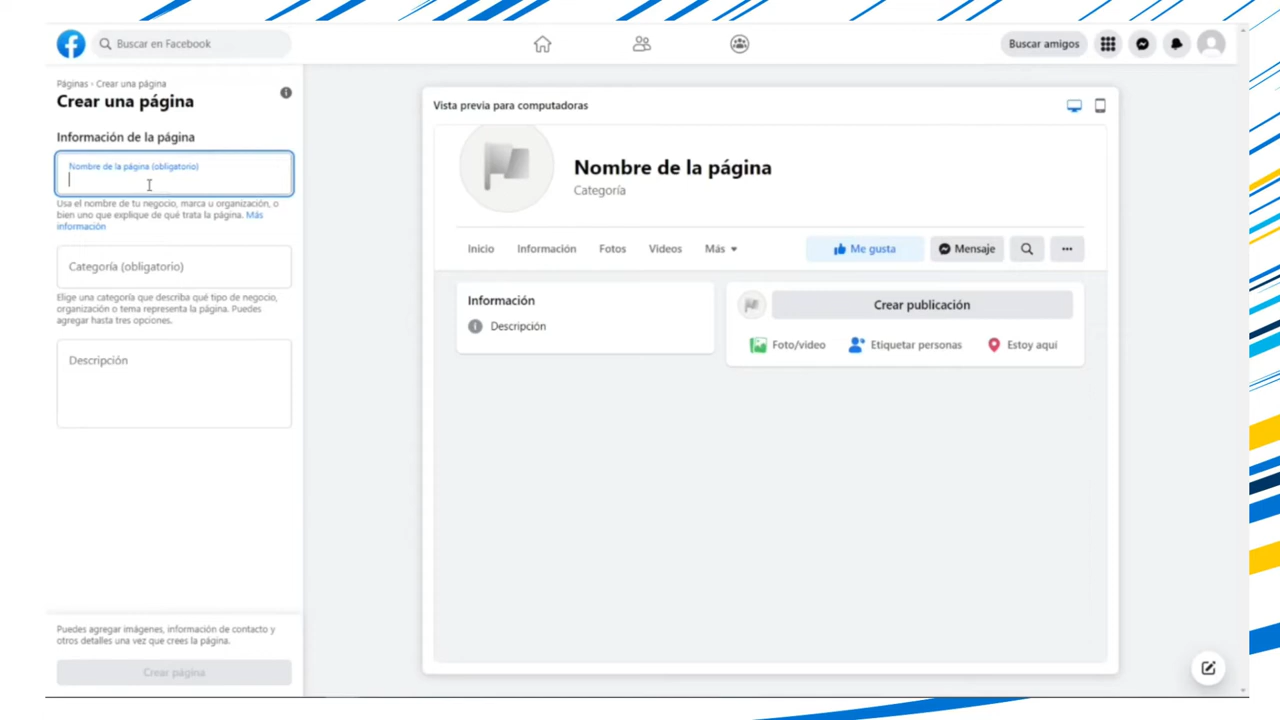 Buscar en Facebook
Buscar amigos
Páginas · Crear una página
Crear una página
Información de la página
Nombre de la página (obligatorio)
Usa el nombre de tu negocio, marca u organización, o
bien uno que explique de qué trata la página. Más
información
Categoría (obligatorio)
Elige una categoría que describa qué tipo de negocio,
organización o tema representa la página. Puedes
agregar hasta tres opciones.
Descripción
Puedes agregar imágenes, información de contacto y
otros detalles una vez que crees la página.
Crear página
Vista previa para computadoras
Nombre de la página
Categoría
Inicio Información Fotos Videos Más Me gusta Mensaje
Información
Descripción
Crear publicación
Foto/video Etiquetar personas Estoy aquí